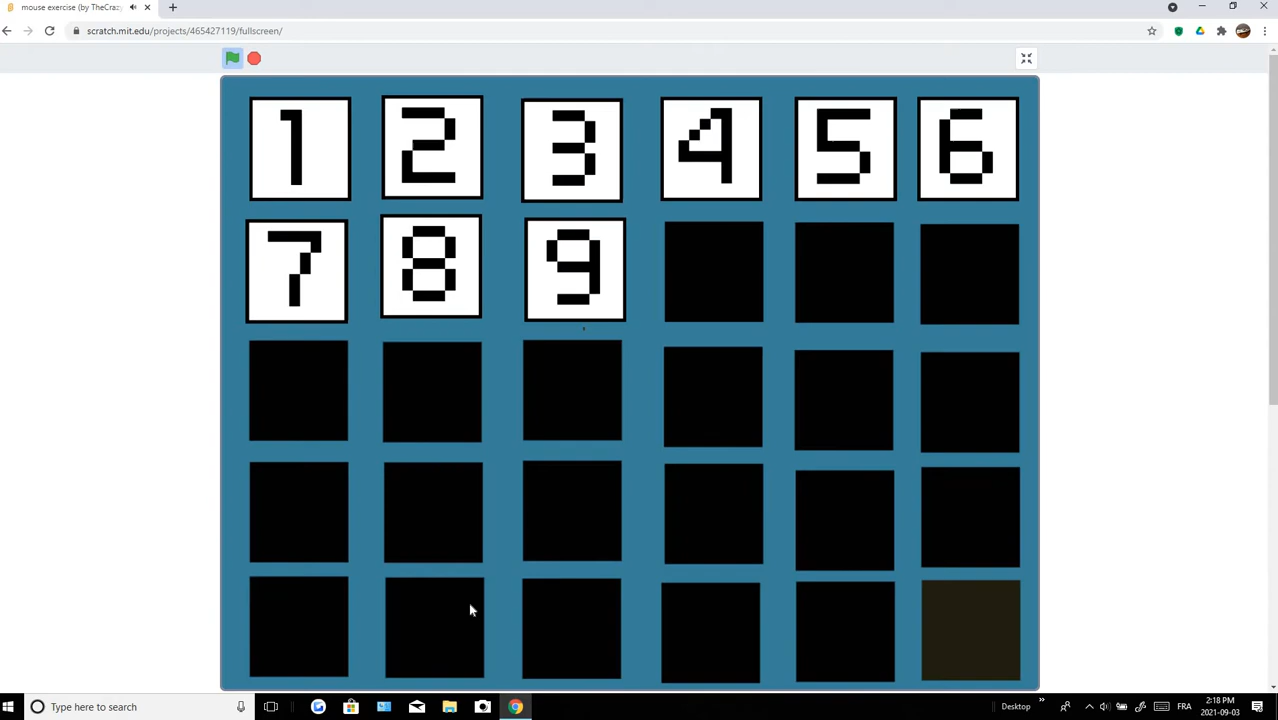 mouse exercise (by TheCraz
scratch.mit.edu/projects/465427119/fullscreen/
1 2 3 4 5 6
7 8 9
Type here to search
Desktop
FRA
2:18 PM
2021-09-03